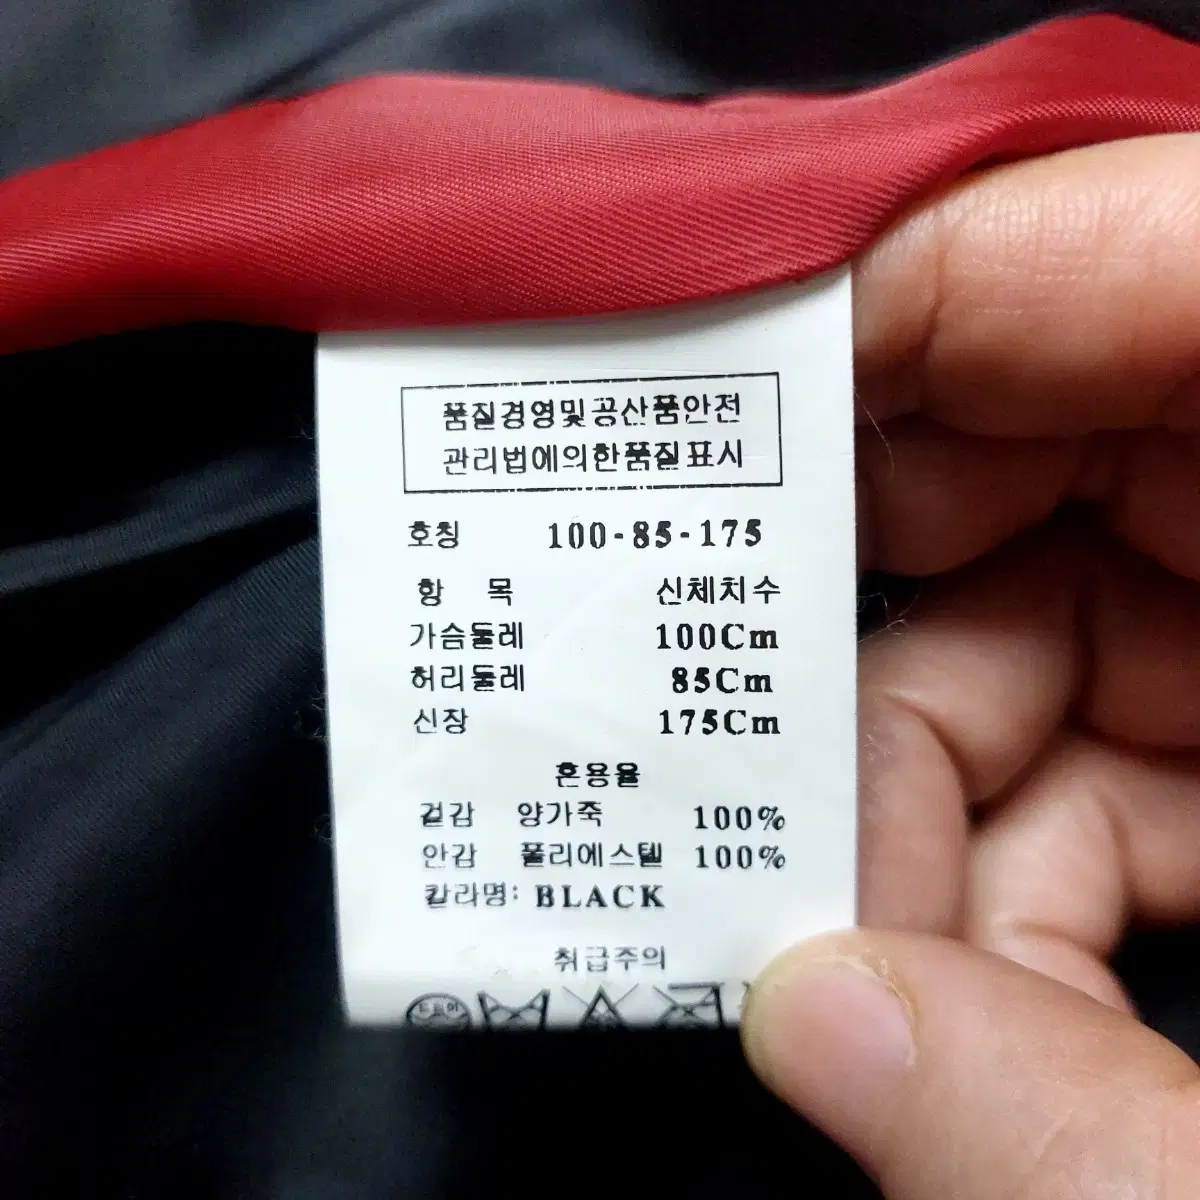 품질경영및공산품안전
관리법에의한품질표시
호칭 100-85-175
항 목 신체치수
가슴둘레 100Cm
허리둘레 85Cm
신장 175Cm
혼용율
겉감 양가죽 100%
안감 폴리에스텔 100%
칼라명: BLACK
취급주의
드라이